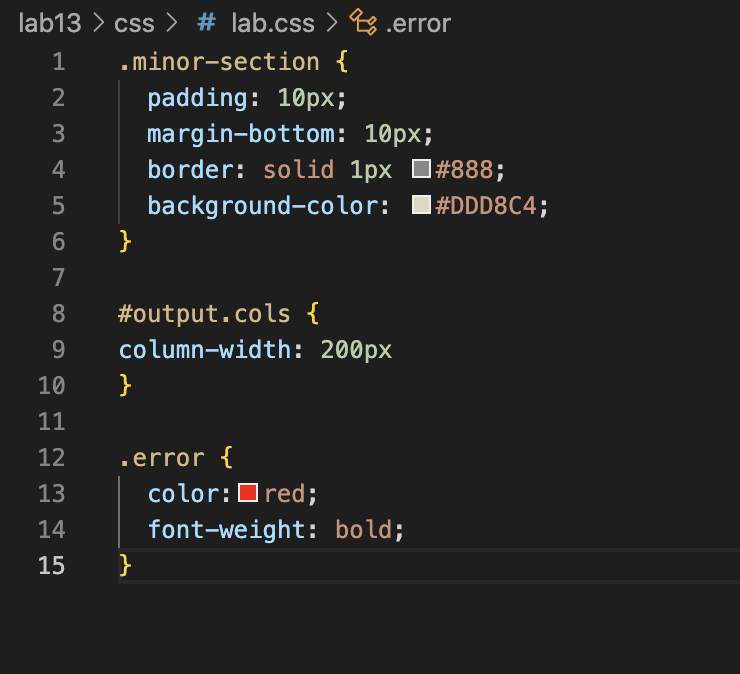 lab13 > css > # lab.css > .error
1 .minor-section {
2   padding: 10px;
3   margin-bottom: 10px;
4   border: solid 1px #888;
5   background-color: #DDD8C4;
6 }
7
8 #output.cols {
9 column-width: 200px
10 }
11
12 .error {
13   color:red;
14   font-weight: bold;
15 }